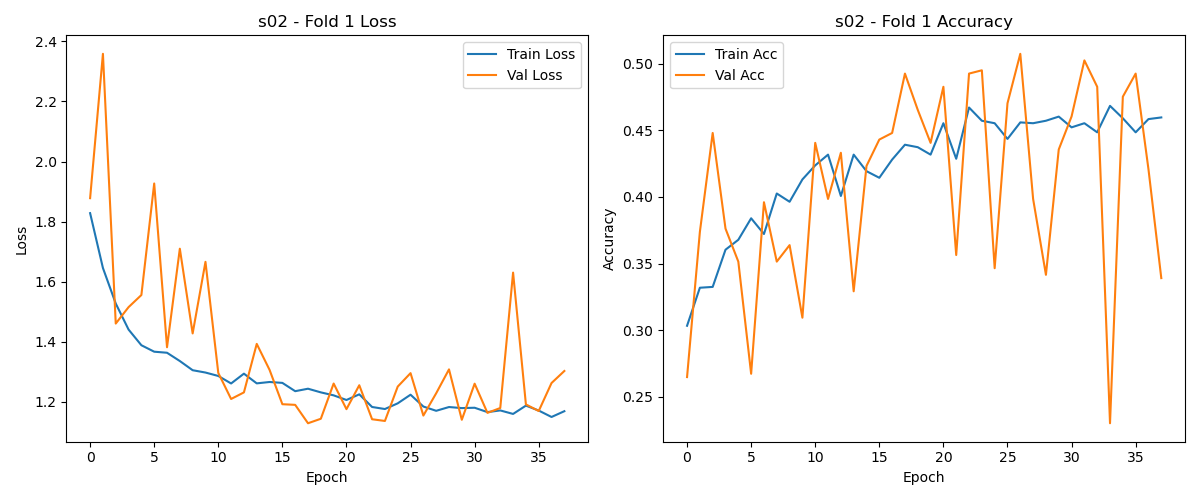 s02 - Fold 1 Loss
Train Loss
Val Loss
2.4
2.2
2.0
1.8
1.6
1.4
1.2
Loss
0 5 10 15 20 25 30 35
Epoch
s02 - Fold 1 Accuracy
Train Acc
Val Acc
0.50
0.45
0.40
0.35
0.30
0.25
Accuracy
0 5 10 15 20 25 30 35
Epoch